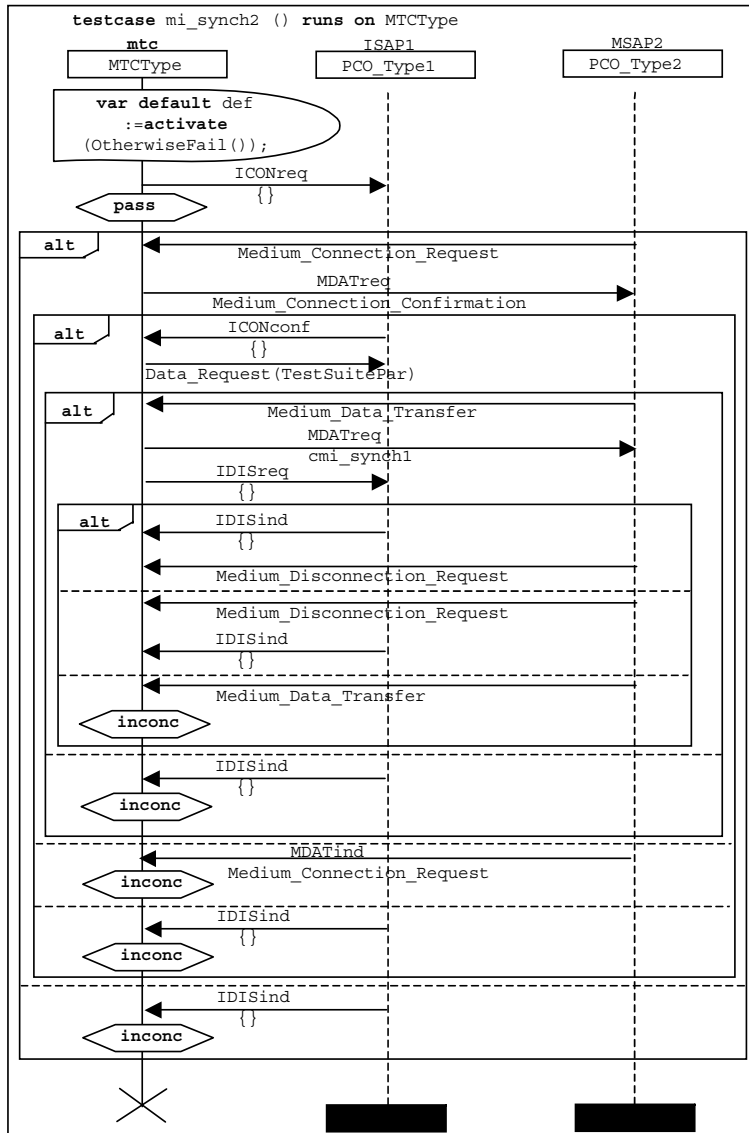 testcase mi_synch2 () runs on MTCType
mtc ISAP1 MSAP2
MTCType PCO_Type1 PCO_Type2
var default def
:=activate
(OtherwiseFail());
ICONreq
{}
pass
alt
Medium_Connection_Request
MDATreq
Medium_Connection_Confirmation
alt
ICONconf
{}
Data_Request(TestSuitePar)
alt
Medium_Data_Transfer
MDATreq
cmi_synch1
IDISreq
{}
alt
IDISind
{}
Medium_Disconnection_Request
Medium_Disconnection_Request
IDISind
{}
Medium_Data_Transfer
inconc
IDISind
{}
inconc
MDATind
Medium_Connection_Request
inconc
IDISind
{}
inconc
IDISind
{}
inconc